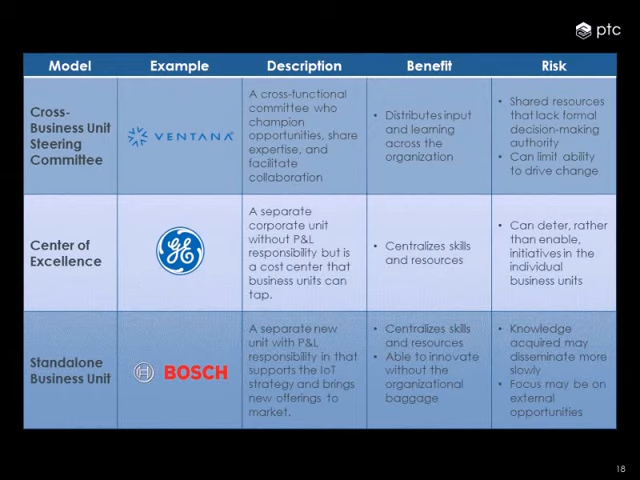 ptc
Model Example Description Benefit Risk
Cross-
Business Unit
Steering
Committee
VENTANA
A cross-functional
committee who
champion
opportunities, share
expertise, and
facilitate
collaboration
• Distributes input
and learning
across the
organization
• Shared resources
that lack formal
decision-making
authority
• Can limit ability
to drive change
Center of
Excellence
GE
A separate
corporate unit
without P&L
responsibility but is
a cost center that
business units can
tap.
• Centralizes skills
and resources
• Can deter, rather
than enable,
initiatives in the
individual
business units
Standalone
Business Unit
BOSCH
A separate new
unit with P&L
responsibility in that
supports the IoT
strategy and brings
new offerings to
market.
• Centralizes skills
and resources
• Able to innovate
without the
organizational
baggage
• Knowledge
acquired may
disseminate more
slowly
• Focus may be on
external
opportunities
18